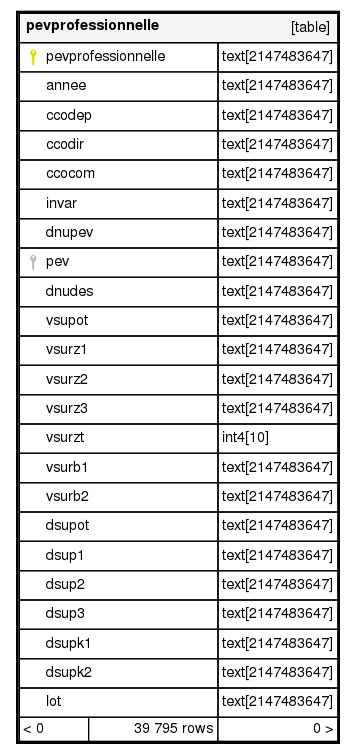 pevprofessionnelle [table]
pevprofessionnelle text[2147483647]
annee text[2147483647]
ccodep text[2147483647]
ccodir text[2147483647]
ccocom text[2147483647]
invar text[2147483647]
dnupev text[2147483647]
pev text[2147483647]
dnudes text[2147483647]
vsupot text[2147483647]
vsurz1 text[2147483647]
vsurz2 text[2147483647]
vsurz3 text[2147483647]
vsurzt int4[10]
vsurb1 text[2147483647]
vsurb2 text[2147483647]
dsupot text[2147483647]
dsup1 text[2147483647]
dsup2 text[2147483647]
dsup3 text[2147483647]
dsupk1 text[2147483647]
dsupk2 text[2147483647]
lot text[2147483647]
< 0 39 795 rows 0 >